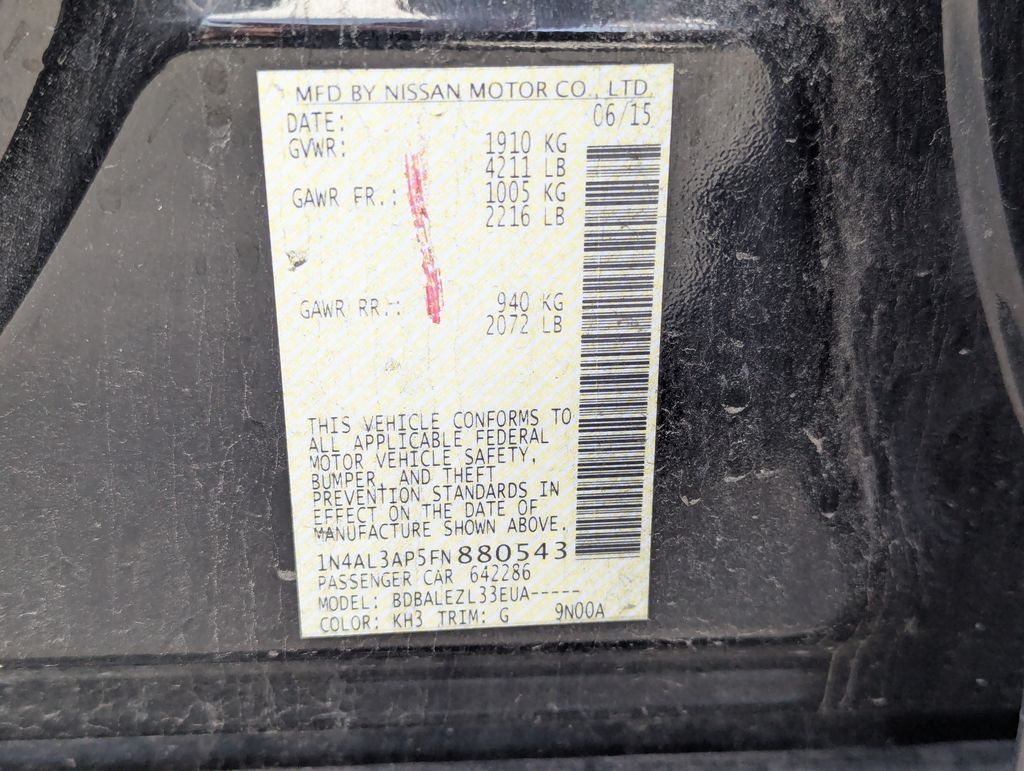 MFD BY NISSAN MOTOR CO., LTD.
DATE: 06/15
GVWR: 1910 KG
4211 LB
GAWR FR.: 1005 KG
2216 LB
GAWR RR.: 940 KG
2072 LB
THIS VEHICLE CONFORMS TO
ALL APPLICABLE FEDERAL
MOTOR VEHICLE SAFETY,
BUMPER, AND THEFT
PREVENTION STANDARDS IN
EFFECT ON THE DATE OF
MANUFACTURE SHOWN ABOVE.
1N4AL3AP5FN880543
PASSENGER CAR 642286
MODEL: BDBALEZL33EUA-----
COLOR: KH3 TRIM: G 9N00A